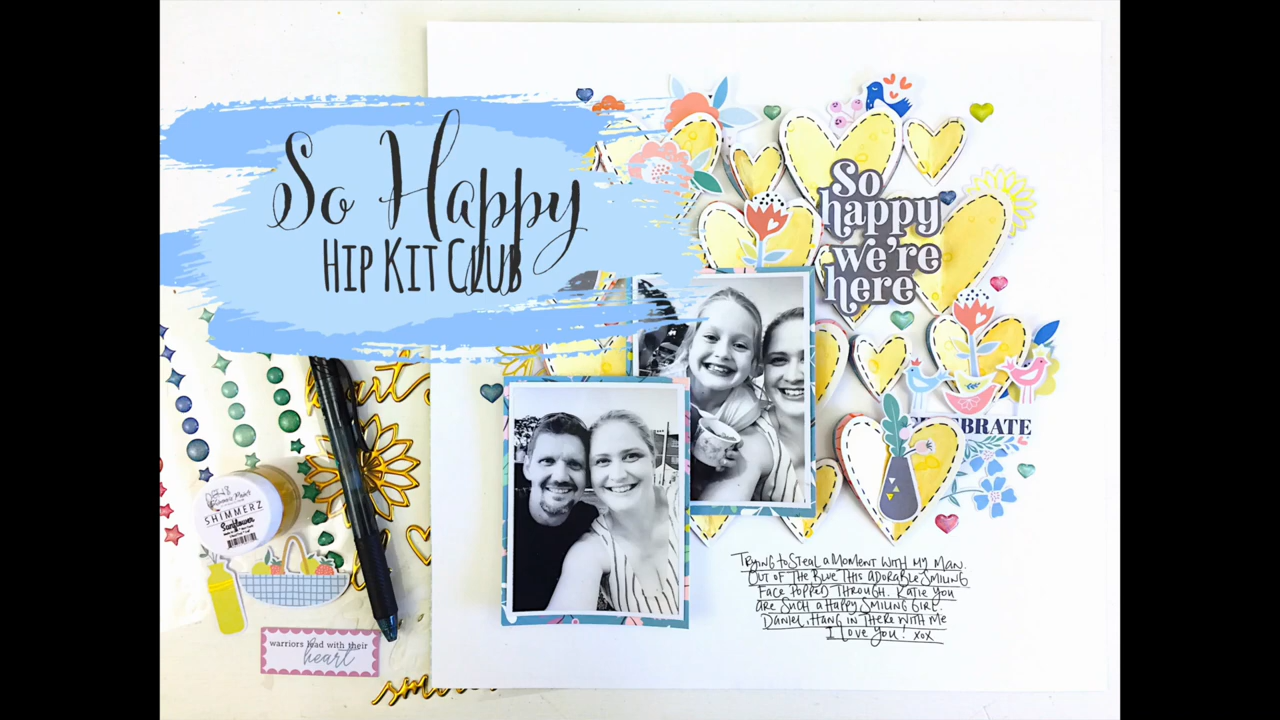 So Happy
HIP KIT CLUB
So
happy
we're
here
BRATE
SHIMMERZ
Sunflower
warriors lead with their
heart
TRYING TO STEAL A MOMENT WITH MY MAN.
OUT OF THE BLUE THIS ADORABLE SMILING
FACE POPPED THROUGH. KATIE YOU
ARE SUCH A HAPPY SMILING GIRL.
DANIEL, HANG IN THERE WITH ME
I LOVE YOU! xox